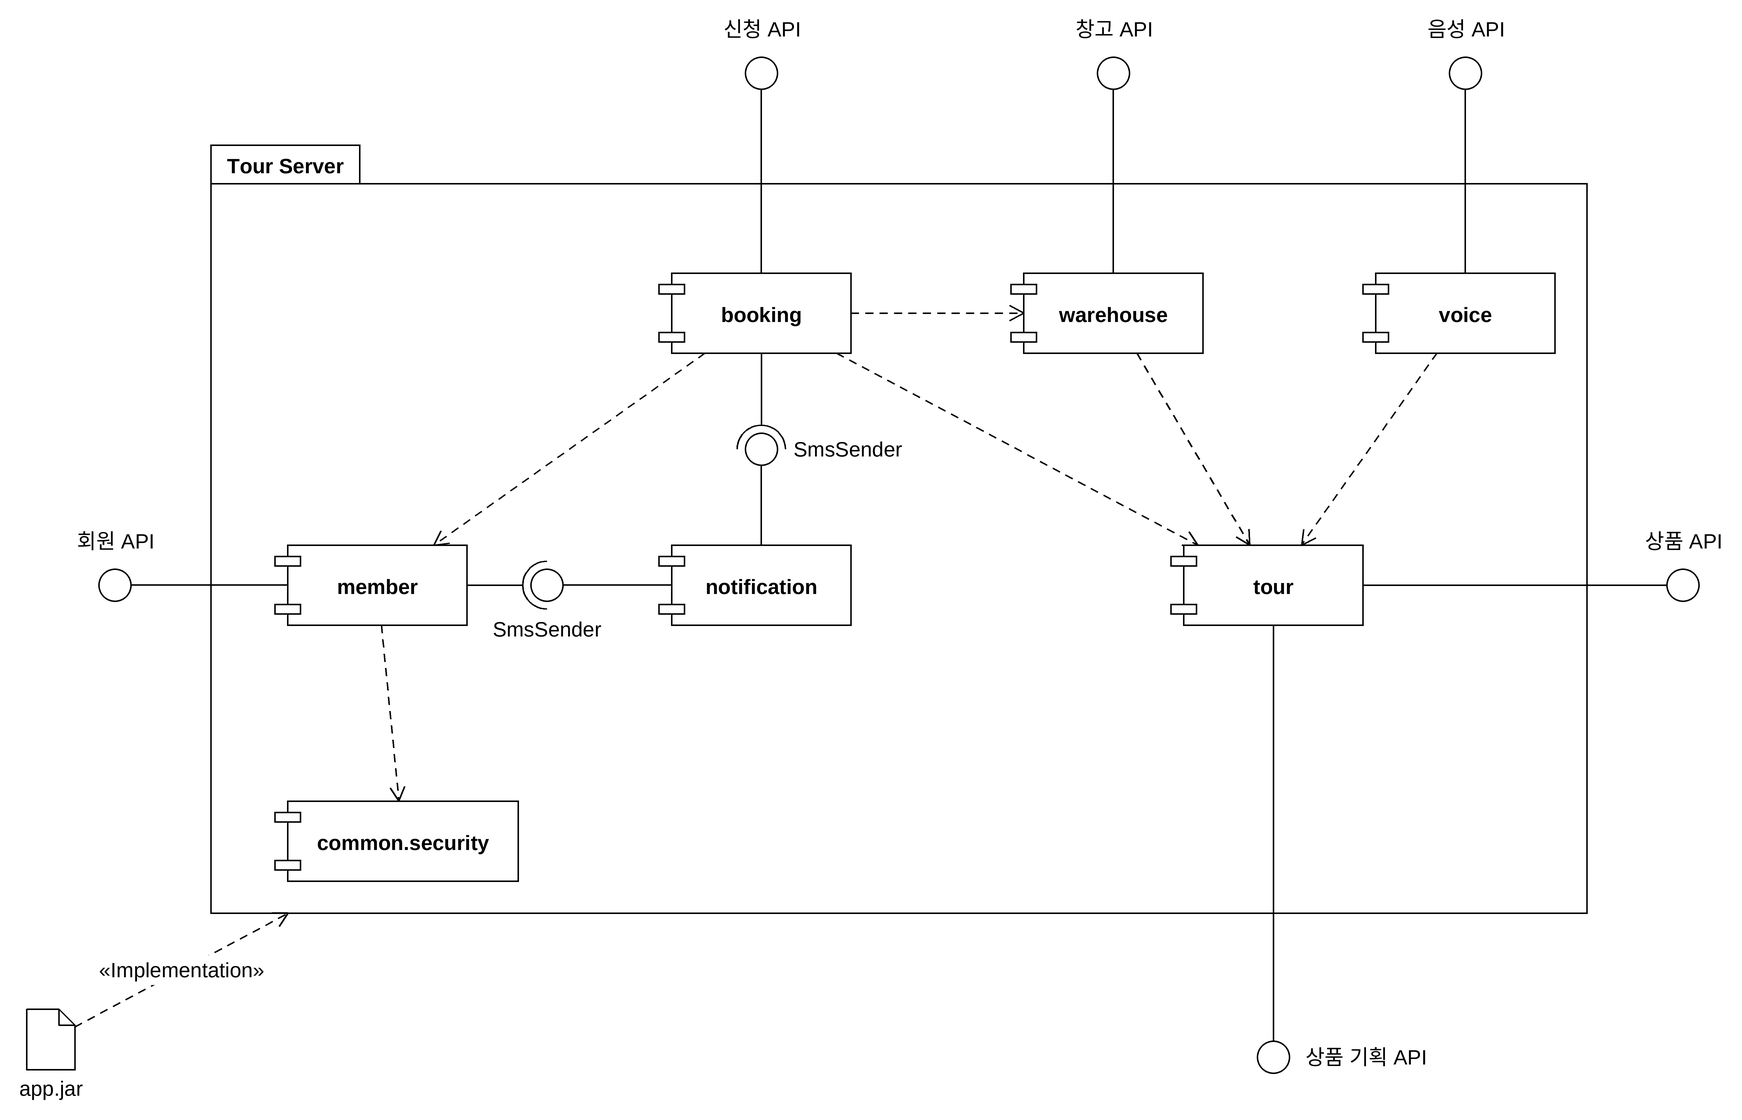 신청 API
창고 API
음성 API
Tour Server
booking
warehouse
voice
SmsSender
회원 API
상품 API
member
notification
tour
SmsSender
common.security
«Implementation»
상품 기획 API
app.jar